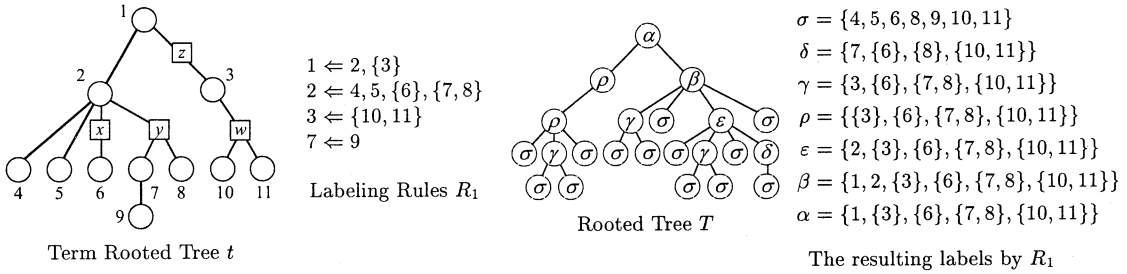 1
z
2
3
x
y
w
4
5
6
7
8
10
11
9
Term Rooted Tree t
1 ⇐ 2, {3}
2 ⇐ 4, 5, {6}, {7, 8}
3 ⇐ {10, 11}
7 ⇐ 9
Labeling Rules R₁
α
ρ
β
ρ γ σ ε σ
σ γ σ σ σ γ σ δ
σ σ σ σ σ
Rooted Tree T
σ = {4, 5, 6, 8, 9, 10, 11}
δ = {7, {6}, {8}, {10, 11}}
γ = {3, {6}, {7, 8}, {10, 11}}
ρ = {{3}, {6}, {7, 8}, {10, 11}}
ε = {2, {3}, {6}, {7, 8}, {10, 11}}
β = {1, 2, {3}, {6}, {7, 8}, {10, 11}}
α = {1, {3}, {6}, {7, 8}, {10, 11}}
The resulting labels by R₁